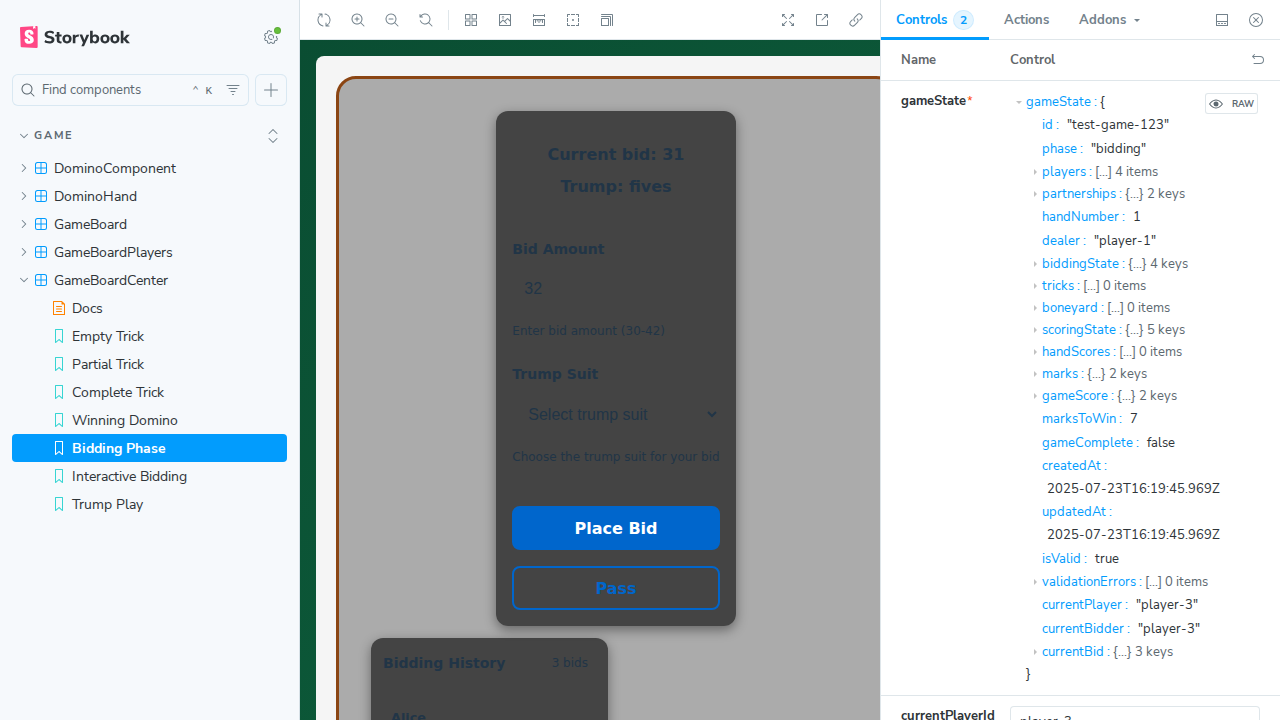 Storybook
Find components
^ K
GAME
DominoComponent
DominoHand
GameBoard
GameBoardPlayers
GameBoardCenter
Docs
Empty Trick
Partial Trick
Complete Trick
Winning Domino
Bidding Phase
Interactive Bidding
Trump Play
Current bid: 31
Trump: fives
Bid Amount
32
Enter bid amount (30-42)
Trump Suit
Select trump suit
Choose the trump suit for your bid
Place Bid
Pass
Bidding History 3 bids
Alice
Controls 2 Actions Addons
Name Control
gameState* gameState : {
RAW
id : "test-game-123"
phase : "bidding"
players : [...] 4 items
partnerships : {...} 2 keys
handNumber : 1
dealer : "player-1"
biddingState : {...} 4 keys
tricks : [...] 0 items
boneyard : [...] 0 items
scoringState : {...} 5 keys
handScores : [...] 0 items
marks : {...} 2 keys
gameScore : {...} 2 keys
marksToWin : 7
gameComplete : false
createdAt :
2025-07-23T16:19:45.969Z
updatedAt :
2025-07-23T16:19:45.969Z
isValid : true
validationErrors : [...] 0 items
currentPlayer : "player-3"
currentBidder : "player-3"
currentBid : {...} 3 keys
}
currentPlayerId player-3